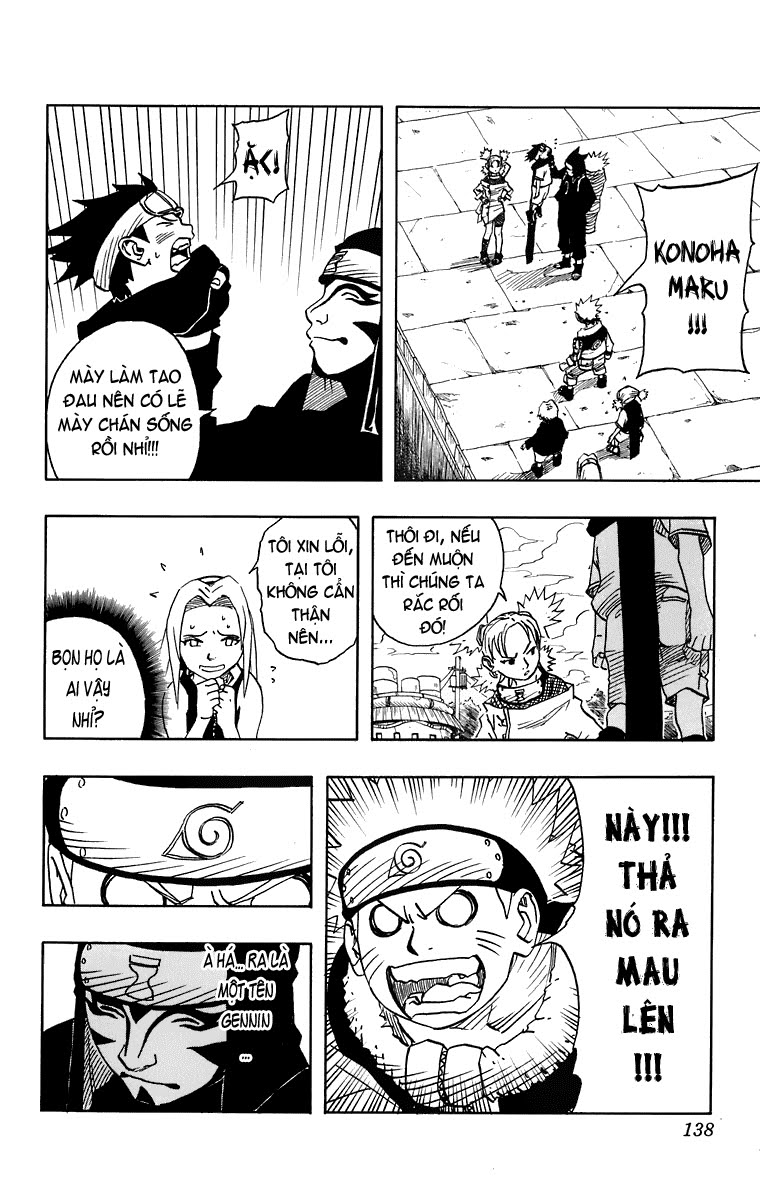 KONOHA
MARU
!!!
ẶC!
MÀY LÀM TAO
ĐAU NÊN CÓ LẼ
MÀY CHÁN SỐNG
RỒI NHỈ!!!
THÔI ĐI, NẾU
ĐẾN MUỘN
THÌ CHÚNG TA
RẮC RỐI
ĐÓ!
TÔI XIN LỖI,
TẠI TÔI
KHÔNG CẨN
THẬN
NÊN...
BỌN HỌ LÀ
AI VẬY
NHỈ?
NÀY!!!
THẢ
NÓ RA
MAU
LÊN
!!!
À HÁ... RA LÀ
MỘT TÊN
GENNIN
...
138